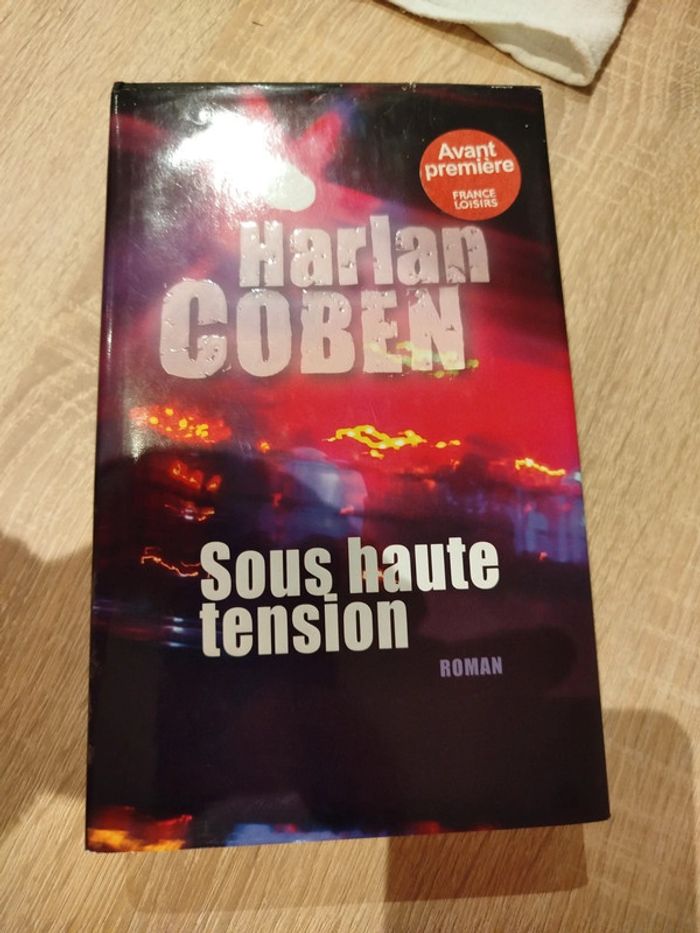 Avant
première
FRANCE
LOISIRS
Harlan
COBEN
Sous haute
tension
ROMAN